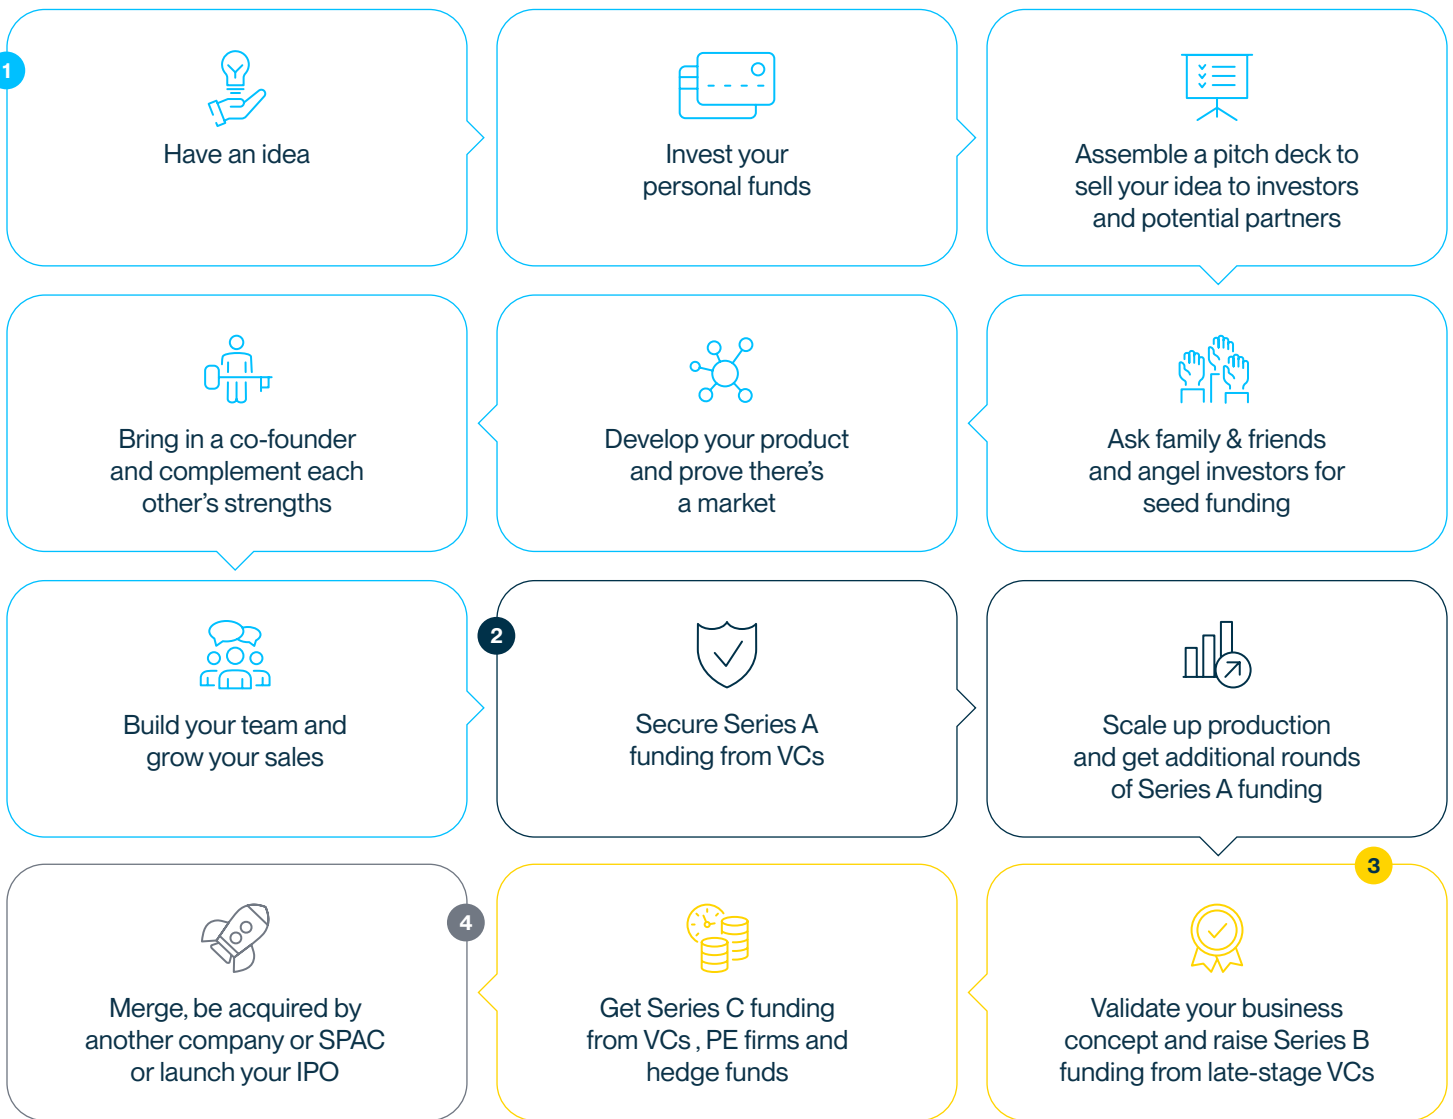 1
Have an idea
Invest your
personal funds
Assemble a pitch deck to
sell your idea to investors
and potential partners
Ask family & friends
and angel investors for
seed funding
Develop your product
and prove there's
a market
Bring in a co-founder
and complement each
other's strengths
Build your team and
grow your sales
2
Secure Series A
funding from VCs
Scale up production
and get additional rounds
of Series A funding
3
Validate your business
concept and raise Series B
funding from late-stage VCs
Get Series C funding
from VCs , PE firms and
hedge funds
4
Merge, be acquired by
another company or SPAC
or launch your IPO